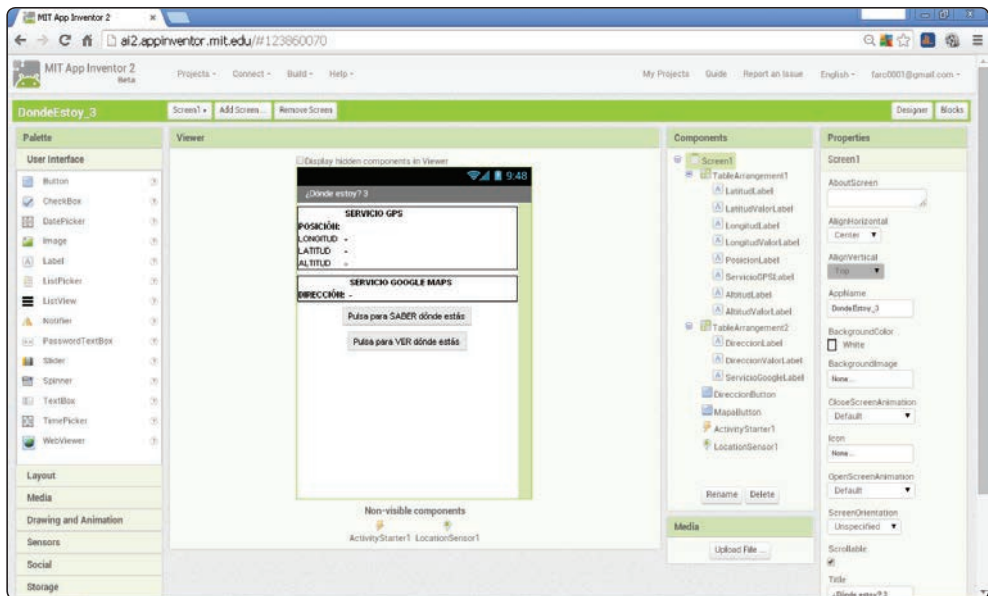 MIT App Inventor 2
ai2.appinventor.mit.edu/#123860070
MIT App Inventor 2
Beta
Projects
Connect
Build
Help
My Projects
Guide
Report an Issue
English
faro0001@gmail.com
DondeEstoy_3
Screen1
Add Screen...
Remove Screen
Designer
Blocks
Palette
User Interface
Button
CheckBox
DatePicker
Image
Label
ListPicker
ListView
Notifier
PasswordTextBox
Slider
Spinner
TextBox
TimePicker
WebViewer
Layout
Media
Drawing and Animation
Sensors
Social
Storage
Viewer
Display hidden components in Viewer
9:48
¿Dónde estoy? 3
SERVICIO GPS
POSICIÓN:
LONGITUD -
LATITUD -
ALTITUD -
SERVICIO GOOGLE MAPS
DIRECCIÓN: -
Pulsa para SABER dónde estás
Pulsa para VER dónde estás
Non-visible components
ActivityStarter1 LocationSensor1
Components
Screen1
TableArrangement1
LatitudLabel
LatitudValorLabel
LongitudLabel
LongitudValorLabel
PosicionLabel
ServicioGPSLabel
AltitudLabel
AltitudValorLabel
TableArrangement2
DireccionLabel
DireccionValorLabel
ServicioGoogleLabel
DireccionButton
MapaButton
ActivityStarter1
LocationSensor1
Rename
Delete
Media
Upload File ...
Properties
Screen1
AboutScreen
AlignHorizontal
Center
AlignVertical
Top
AppName
DondeEstoy_3
BackgroundColor
White
BackgroundImage
None...
CloseScreenAnimation
Default
Icon
None...
OpenScreenAnimation
Default
ScreenOrientation
Unspecified
Scrollable
Title
¿Dónde estoy? 3